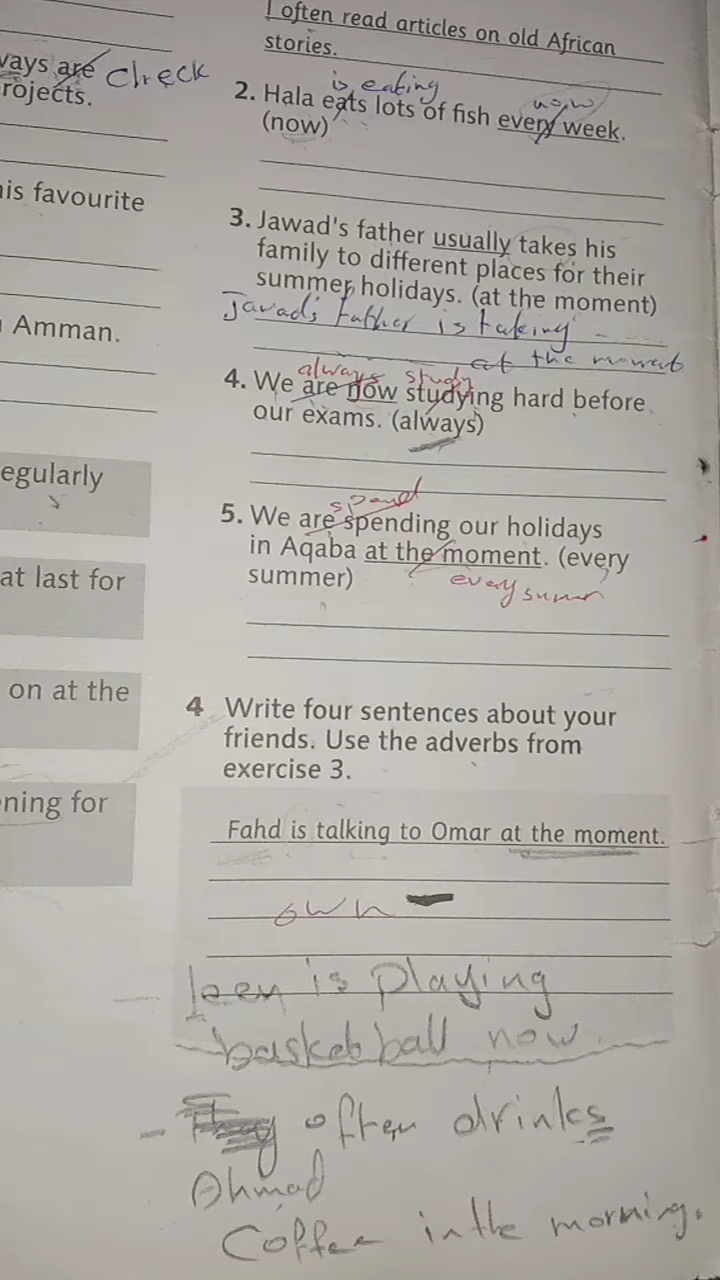 ways are check
rojects.
his favourite
Amman.
egularly
at last for
on at the
ning for
I often read articles on old African
stories.
is eating now
2. Hala eats lots of fish every week.
(now)
3. Jawad's father usually takes his
family to different places for their
summer holidays. (at the moment)
Jawad's father is taking
at the moment
always study
4. We are now studying hard before
our exams. (always)
spend
5. We are spending our holidays
in Aqaba at the moment. (every
summer) every summer
4 Write four sentences about your
friends. Use the adverbs from
exercise 3.
Fahd is talking to Omar at the moment.
own
is playing
basketball now.
often drinks
Ahmad
Coffee in the morning.